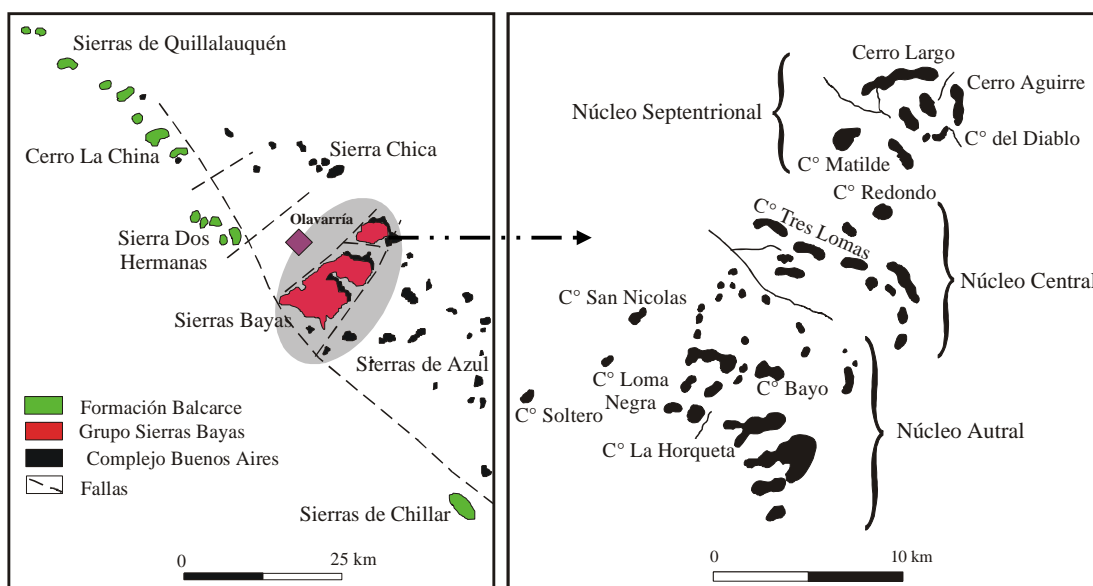 Sierras de Quillalauquén
Cerro La China
Sierra Chica
Olavarría
Sierra Dos
Hermanas
Sierras Bayas
Sierras de Azul
Formación Balcarce
Grupo Sierras Bayas
Complejo Buenos Aires
Fallas
Sierras de Chillar
0 25 km
Cerro Largo
Cerro Aguirre
Núcleo Septentrional
C° del Diablo
C° Matilde
C° Redondo
C° Tres Lomas
Núcleo Central
C° San Nicolas
C° Loma
Negra
C° Bayo
C° Soltero
C° La Horqueta
Núcleo Autral
0 10 km